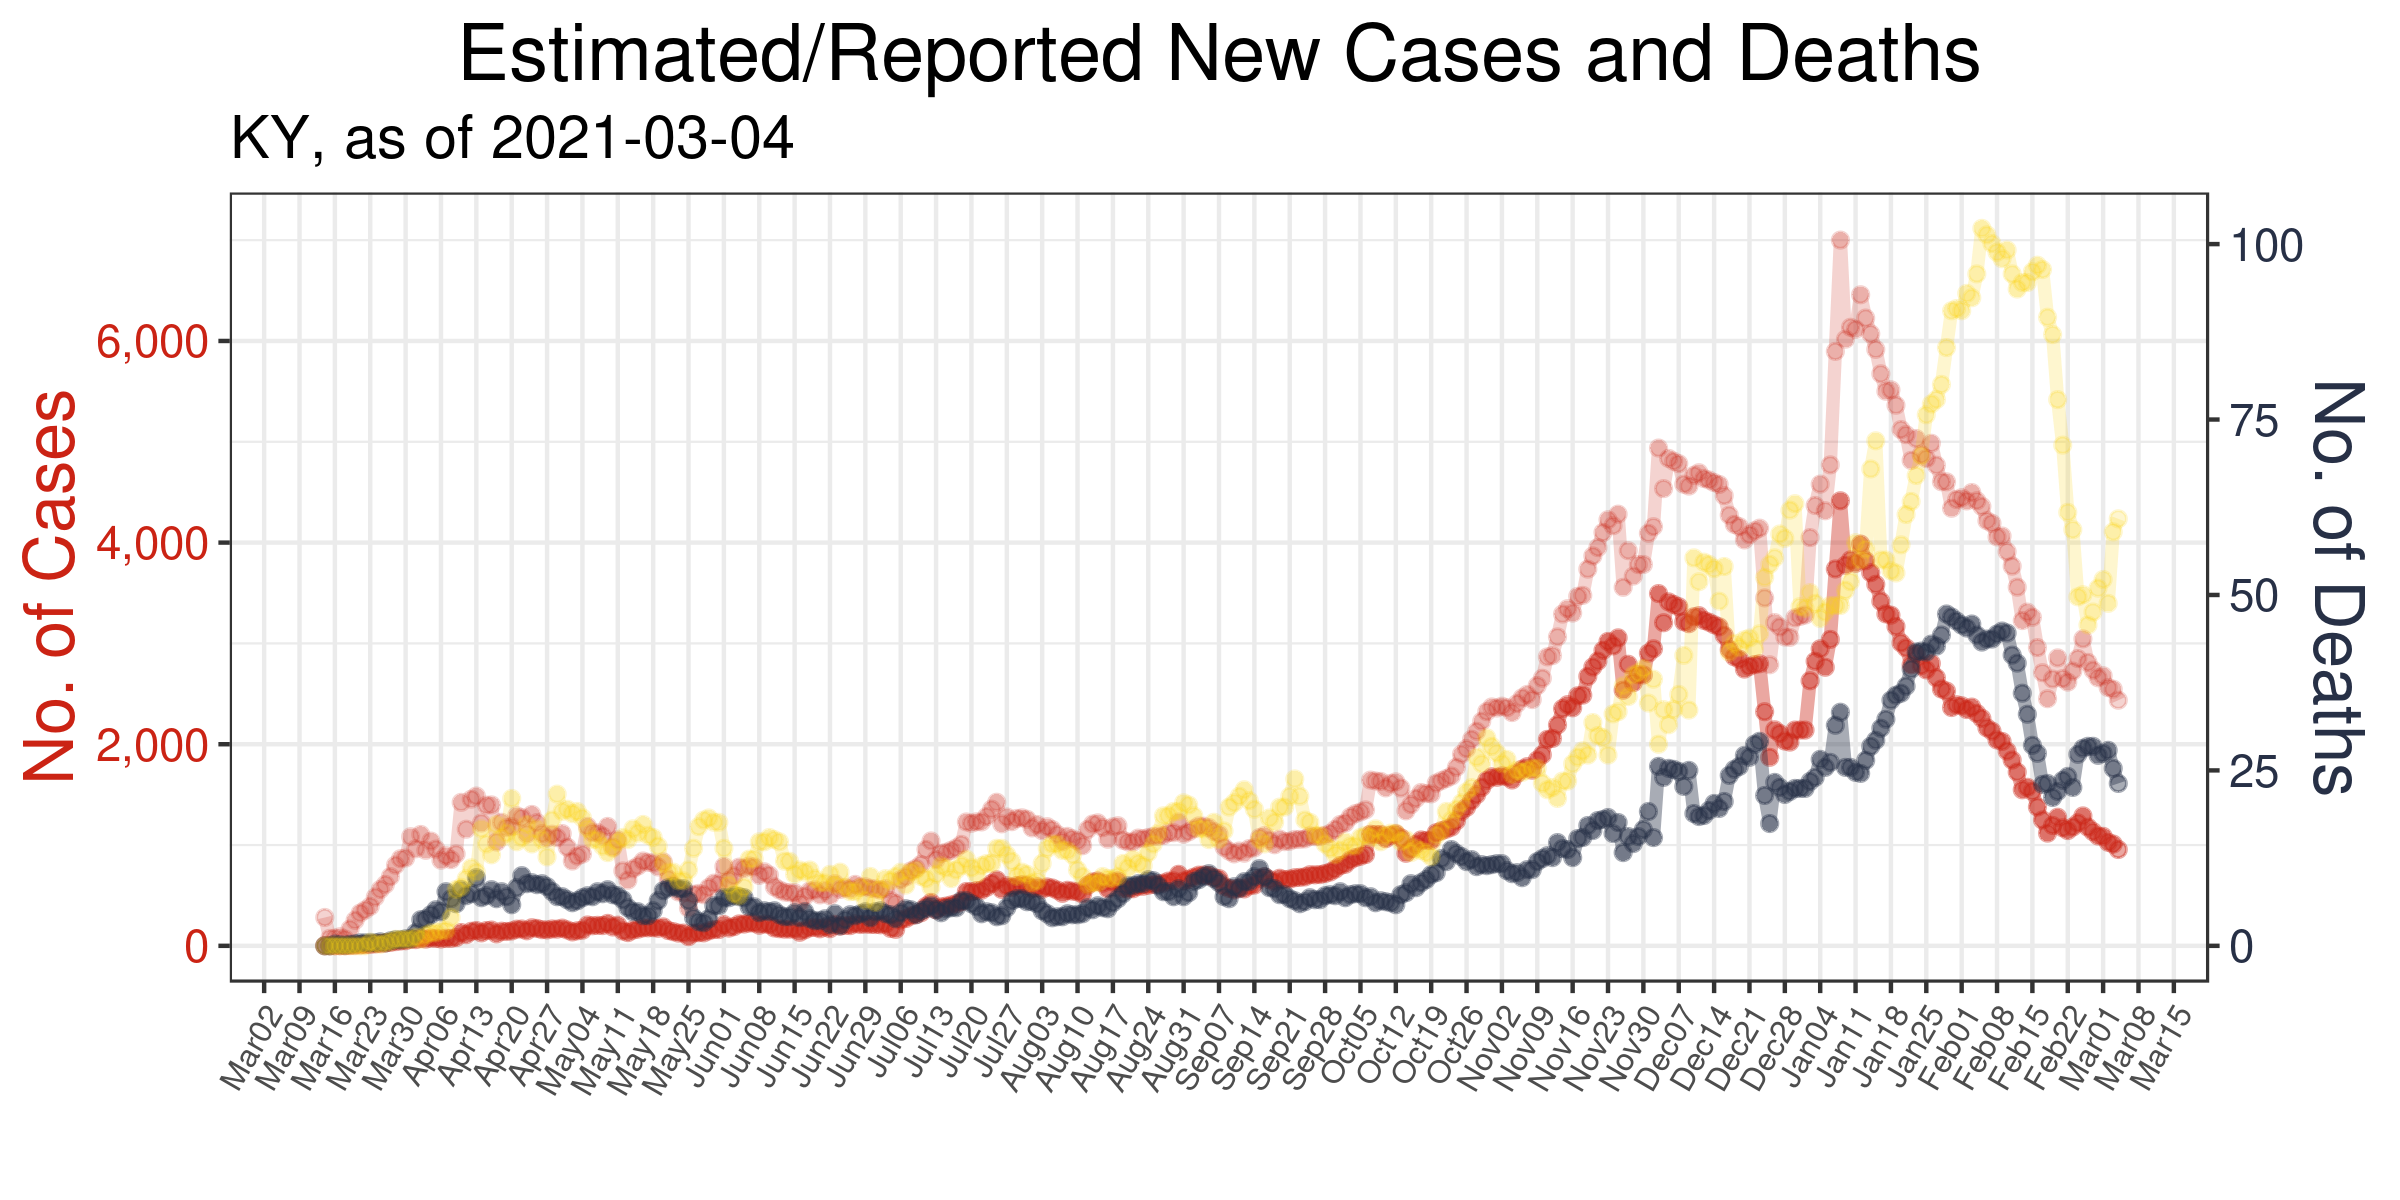 Estimated/Reported New Cases and Deaths
KY, as of 2021-03-04
No. of Cases
6,000
4,000
2,000
0
100
75
50
25
0
No. of Deaths
Mar02
Mar09
Mar16
Mar23
Mar30
Apr06
Apr13
Apr20
Apr27
May04
May11
May18
May25
Jun01
Jun08
Jun15
Jun22
Jun29
Jul06
Jul13
Jul20
Jul27
Aug03
Aug10
Aug17
Aug24
Aug31
Sep07
Sep14
Sep21
Sep28
Oct05
Oct12
Oct19
Oct26
Nov02
Nov09
Nov16
Nov23
Nov30
Dec07
Dec14
Dec21
Dec28
Jan04
Jan11
Jan18
Jan25
Feb01
Feb08
Feb15
Feb22
Mar01
Mar08
Mar15